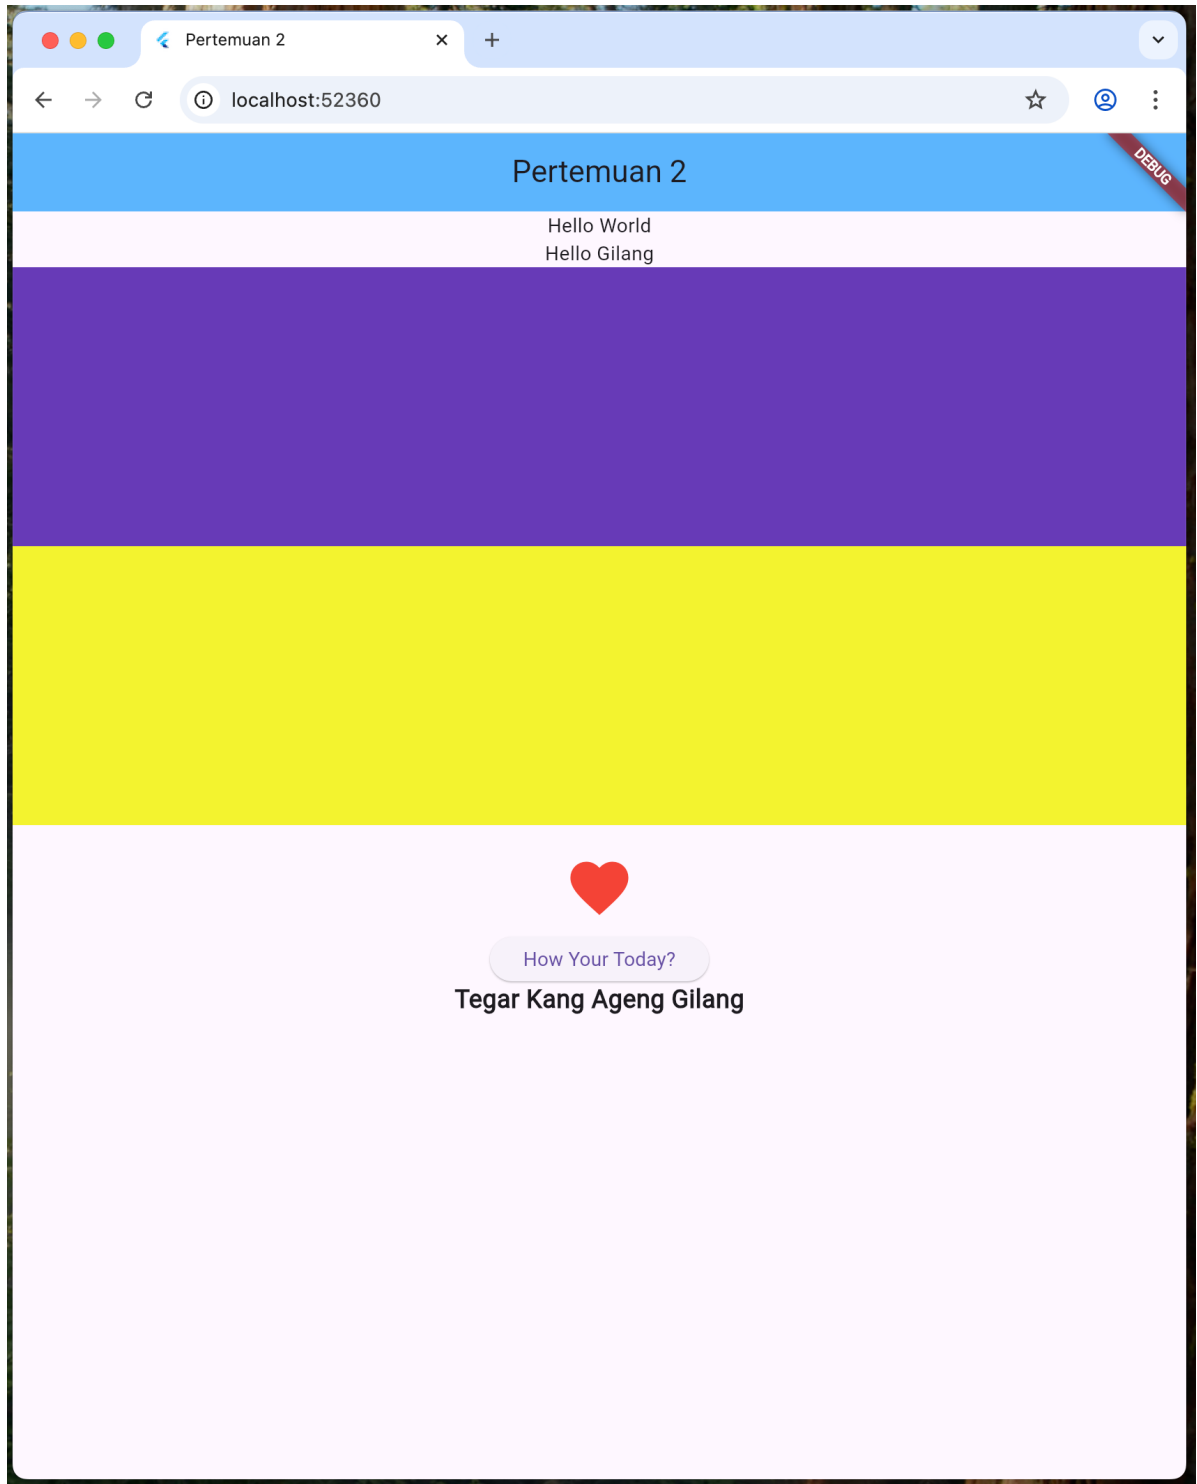 Pertemuan 2
localhost:52360
Pertemuan 2
DEBUG
Hello World
Hello Gilang
How Your Today?
Tegar Kang Ageng Gilang